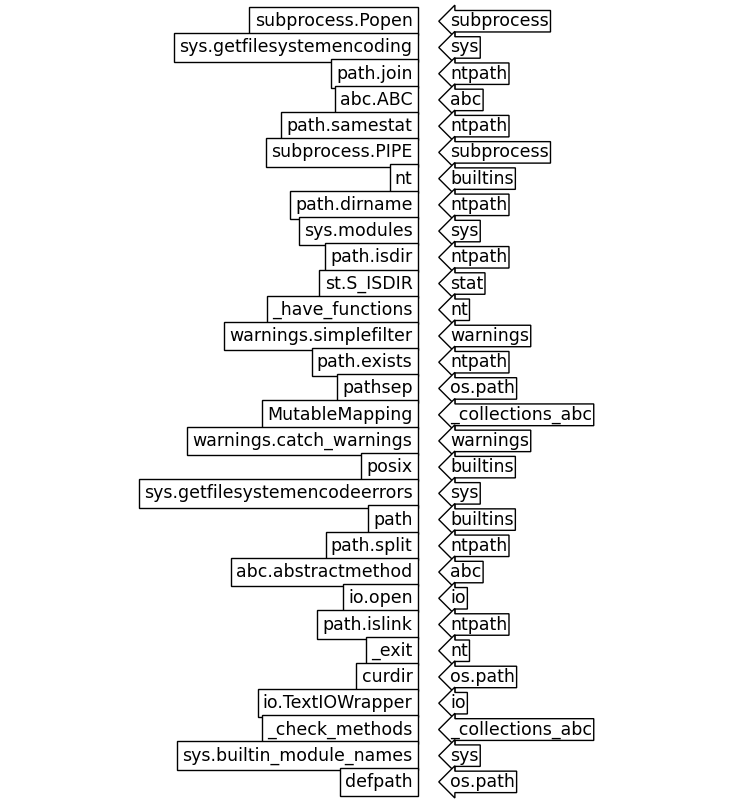 subprocess.Popen subprocess
sys.getfilesystemencoding sys
path.join ntpath
abc.ABC abc
path.samestat ntpath
subprocess.PIPE subprocess
nt builtins
path.dirname ntpath
sys.modules sys
path.isdir ntpath
st.S_ISDIR stat
_have_functions nt
warnings.simplefilter warnings
path.exists ntpath
pathsep os.path
MutableMapping _collections_abc
warnings.catch_warnings warnings
posix builtins
sys.getfilesystemencodeerrors sys
path builtins
path.split ntpath
abc.abstractmethod abc
io.open io
path.islink ntpath
_exit nt
curdir os.path
io.TextIOWrapper io
_check_methods _collections_abc
sys.builtin_module_names sys
defpath os.path